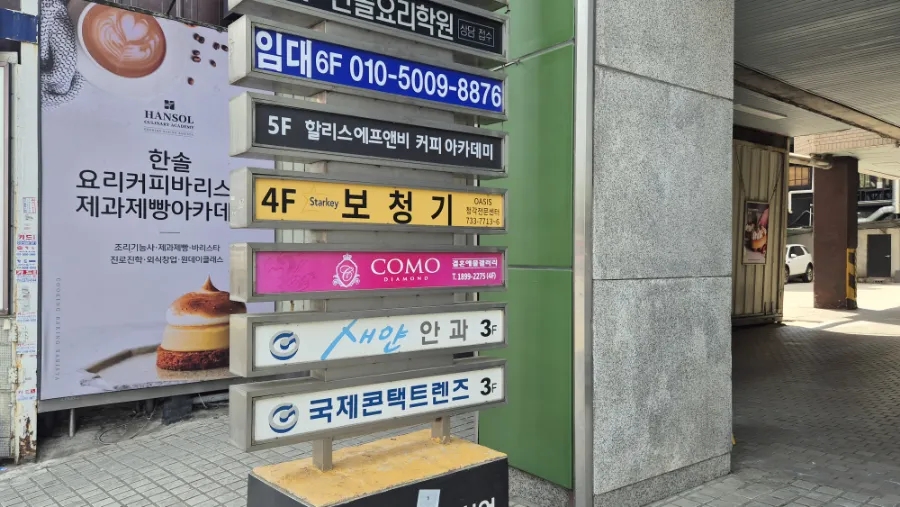 HANSOL
CULINARY ACADEMY
한솔
요리커피바리스
제과제빵아카데
조리기능사·제과제빵·바리스타
진로진학·외식창업·원데이클래스
한솔요리학원
상담 접수
임대 6F 010-5009-8876
5F 할리스에프앤비 커피 아카데미
4F Starkey 보청기
OASIS
청각전문센터
733-7713~6
COMO
DIAMOND
T. 1899-2275 (4F)
새얀안과 3F
국제콘택트렌즈 3F